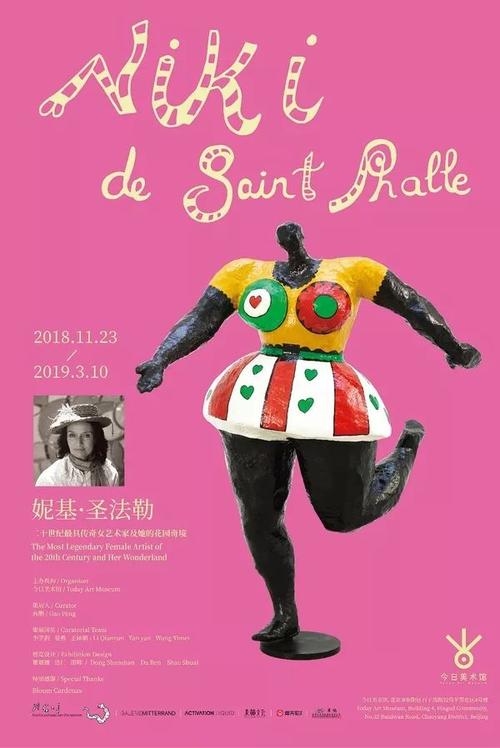 Niki
de Saint Phalle
2018.11.23
/
2019.3.10
妮基·圣法勒
二十世纪最具传奇女艺术家及她的花园奇境
The Most Legendary Female Artist of
the 20th Century and Her Wonderland
主办机构 / Organiser
今日美术馆 / Today Art Museum
策展人 / Curator
高鹏 / Gao Peng
策展团队 / Curatorial Team
Li Qianran Yan yan Wang Yimei
展览设计 / Exhibition Design
Dong Shanshan Du Ren Shao Shuai
特别感谢 / Special Thanks
Bloom Cardenas
GALERIE MITTERRAND
ACTIVATION
今日美术馆
Today Art Museum, Building 4, Pingod Community,
No.32 Baiziwan Road, Chaoyang District, Beijing